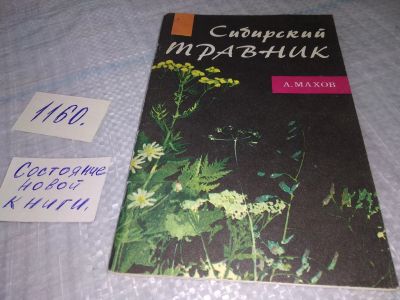 Сибирский
ТРАВНИК
А.МАХОВ
1160.
Состояние
новой
книги.